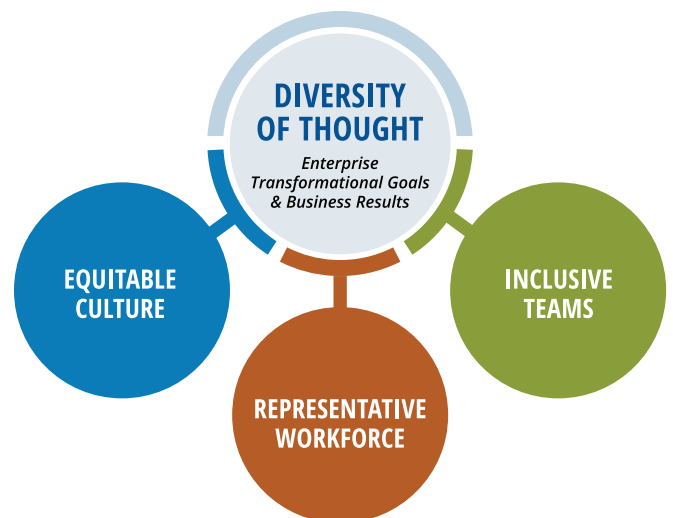 DIVERSITY
OF THOUGHT
Enterprise
Transformational Goals
& Business Results
EQUITABLE
CULTURE
INCLUSIVE
TEAMS
REPRESENTATIVE
WORKFORCE